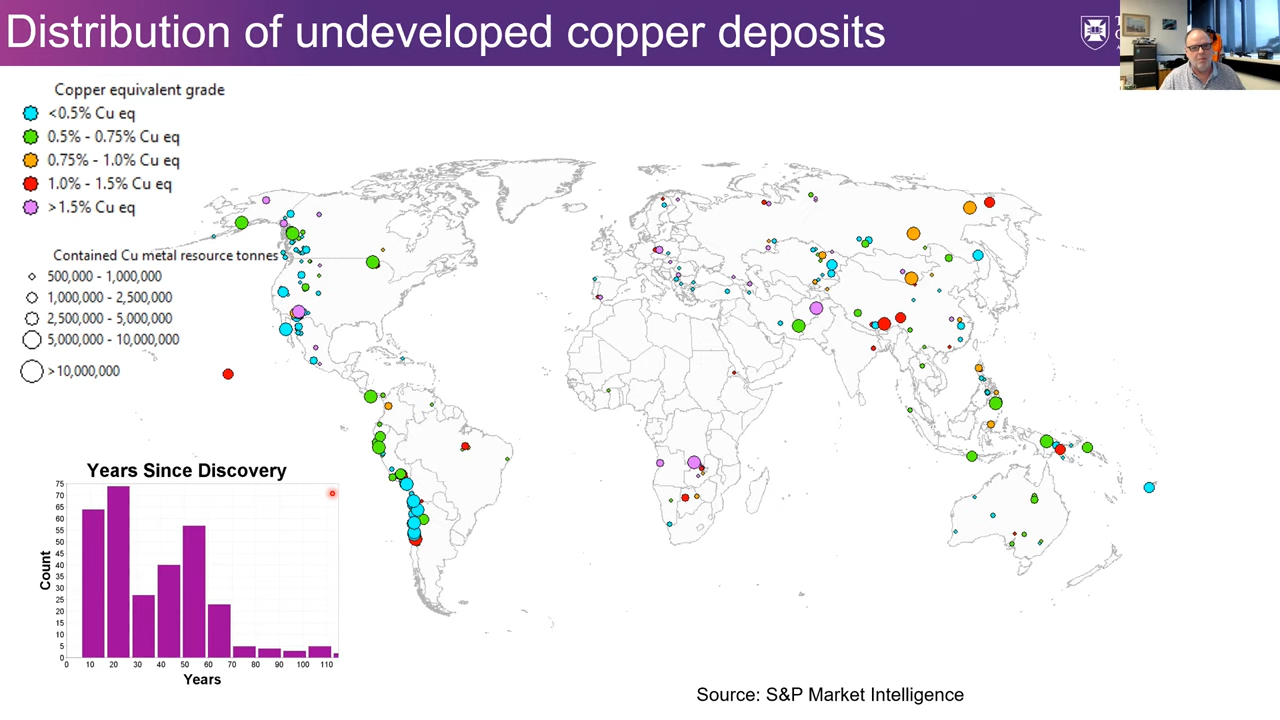 Distribution of undeveloped copper deposits
Copper equivalent grade
<0.5% Cu eq
0.5% - 0.75% Cu eq
0.75% - 1.0% Cu eq
1.0% - 1.5% Cu eq
>1.5% Cu eq
Contained Cu metal resource tonnes
500,000 - 1,000,000
1,000,000 - 2,500,000
2,500,000 - 5,000,000
5,000,000 - 10,000,000
>10,000,000
Years Since Discovery
75
70
65
60
55
50
45
40
35
30
25
20
15
10
5
0
Count
0 10 20 30 40 50 60 70 80 90 100 110
Years
Source: S&P Market Intelligence